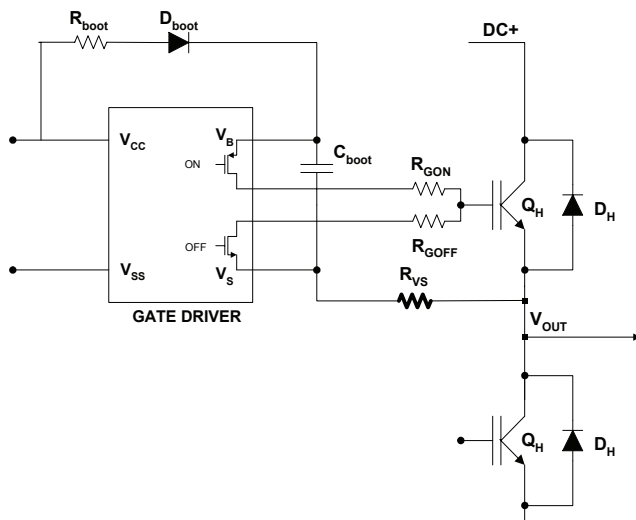 R_boot D_boot
DC+
V_CC V_B
C_boot
ON
R_GON
Q_H D_H
R_GOFF
OFF
V_SS V_S
R_VS
GATE DRIVER
V_OUT
Q_H D_H